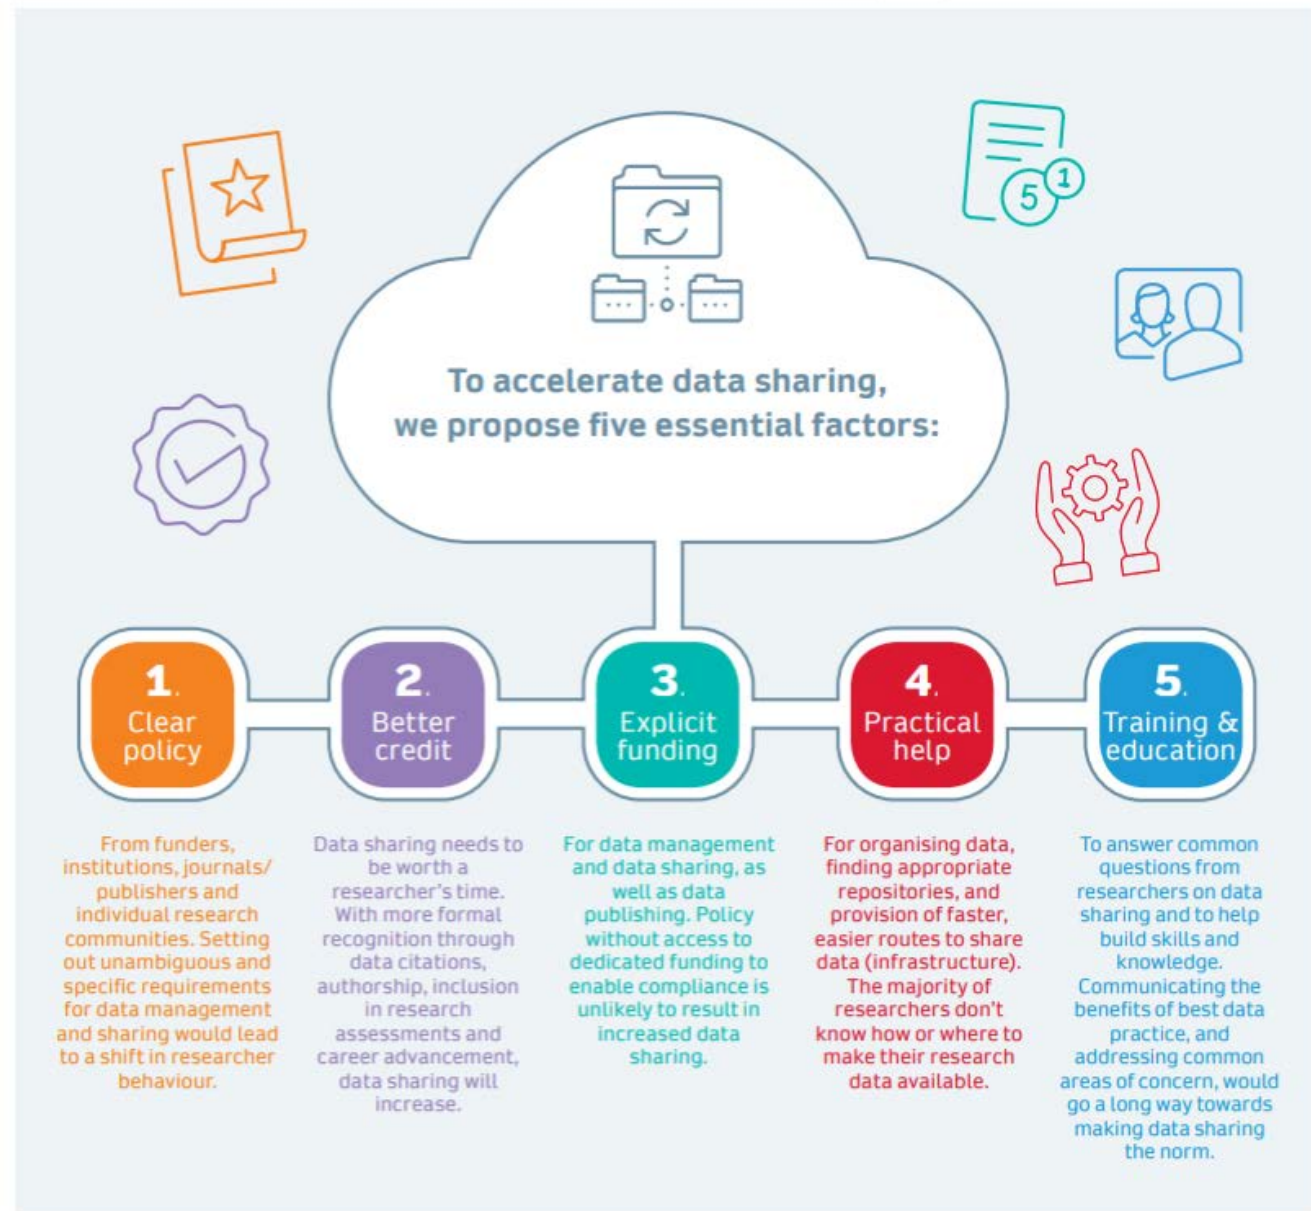 5
1
To accelerate data sharing,
we propose five essential factors:
1.
Clear
policy
2.
Better
credit
3.
Explicit
funding
4.
Practical
help
5.
Training &
education
From funders,
institutions, journals/
publishers and
individual research
communities. Setting
out unambiguous and
specific requirements
for data management
and sharing would lead
to a shift in researcher
behaviour.
Data sharing needs to
be worth a
researcher's time.
With more formal
recognition through
data citations,
authorship, inclusion
in research
assessments and
career advancement,
data sharing will
increase.
For data management
and data sharing, as
well as data
publishing. Policy
without access to
dedicated funding to
enable compliance is
unlikely to result in
increased data
sharing.
For organising data,
finding appropriate
repositories, and
provision of faster,
easier routes to share
data (infrastructure).
The majority of
researchers don't
know how or where to
make their research
data available.
To answer common
questions from
researchers on data
sharing and to help
build skills and
knowledge.
Communicating the
benefits of best data
practice, and
addressing common
areas of concern, would
go a long way towards
making data sharing
the norm.